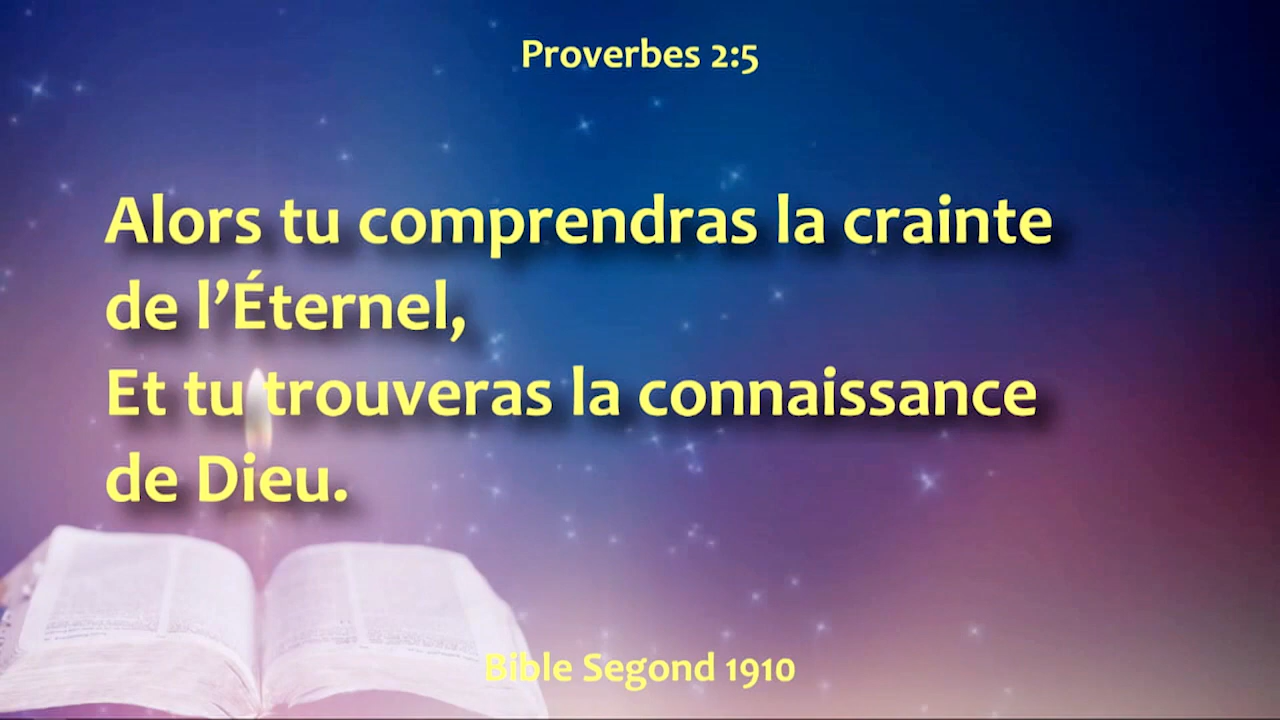 Proverbes 2:5
Alors tu comprendras la crainte
de l’Éternel,
Et tu trouveras la connaissance
de Dieu.
Bible Segond 1910